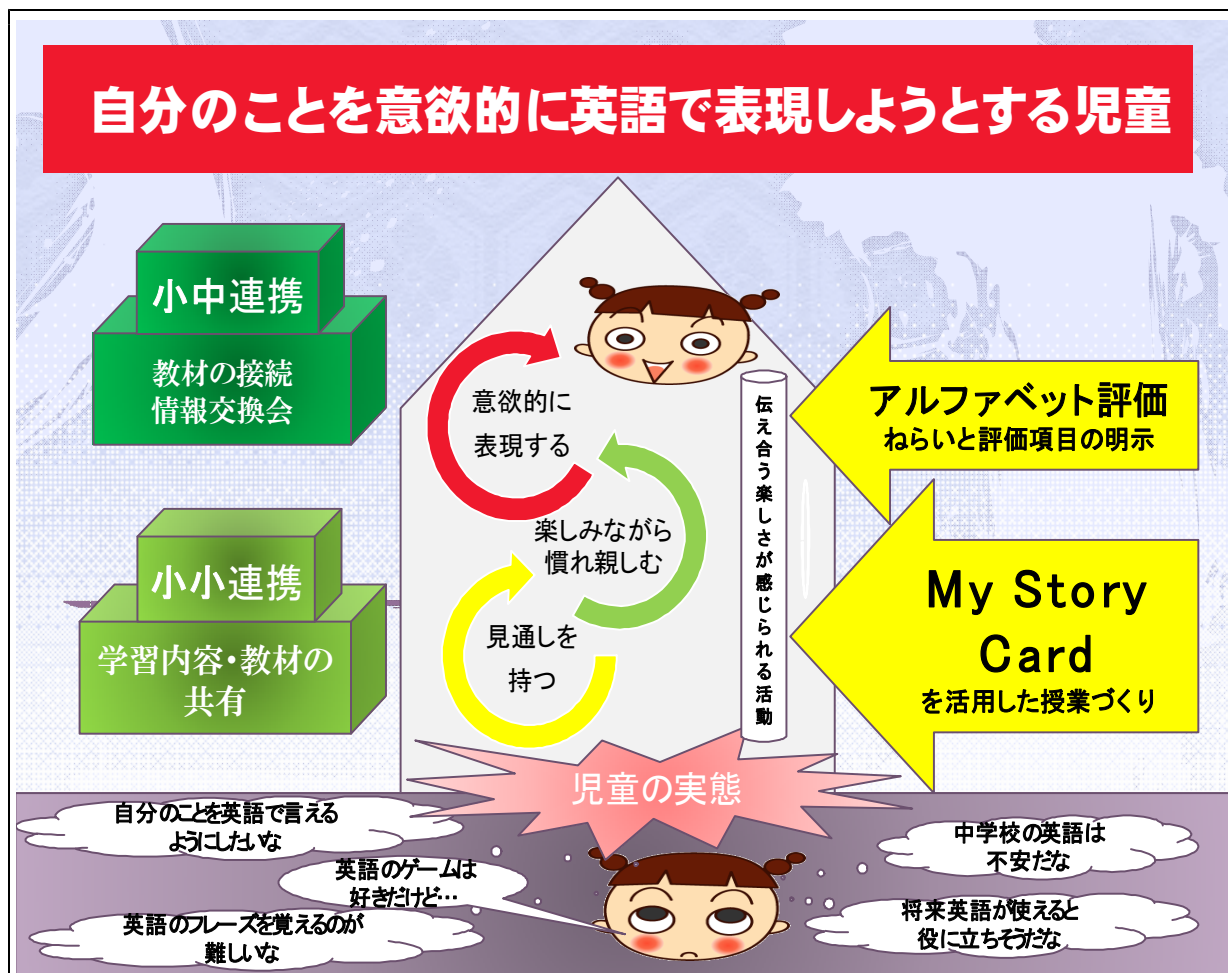 自分のことを意欲的に英語で表現しようとする児童
小中連携
教材の接続
情報交換会
小小連携
学習内容・教材の
共有
意欲的に
表現する
楽しみながら
慣れ親しむ
見通しを
持つ
伝え合う楽しさが感じられる活動
アルファベット評価
ねらいと評価項目の明示
My Story
Card
を活用した授業づくり
児童の実態
自分のことを英語で言える
ようにしたいな
英語のゲームは
好きだけど…
英語のフレーズを覚えるのが
難しいな
中学校の英語は
不安だな
将来英語が使えると
役に立ちそうだな